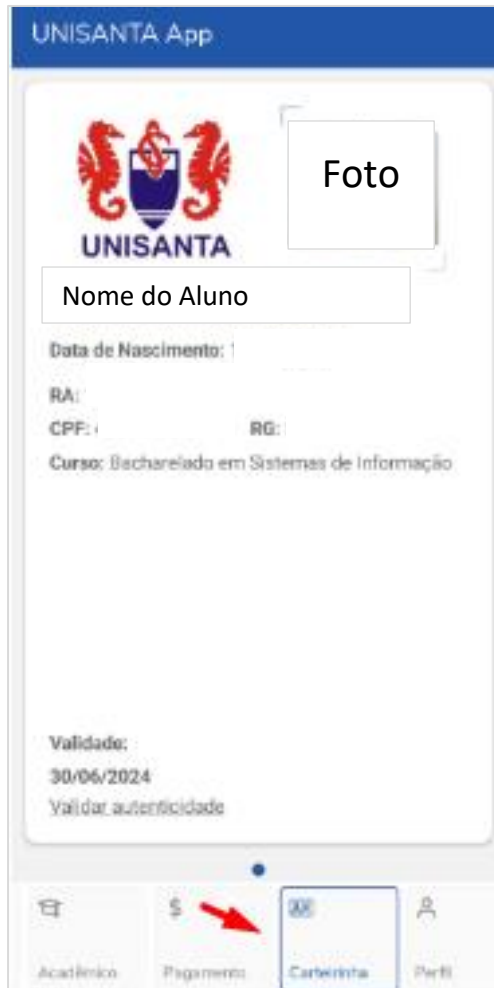 UNISANTA App
Foto
UNISANTA
Nome do Aluno
Data de Nascimento:
RA:
CPF: RG:
Curso: Bacharelado em Sistemas de Informação
Validade:
30/06/2024
Validar autenticidade
$
Acadêmico Pagamento Carteirinha Perfil